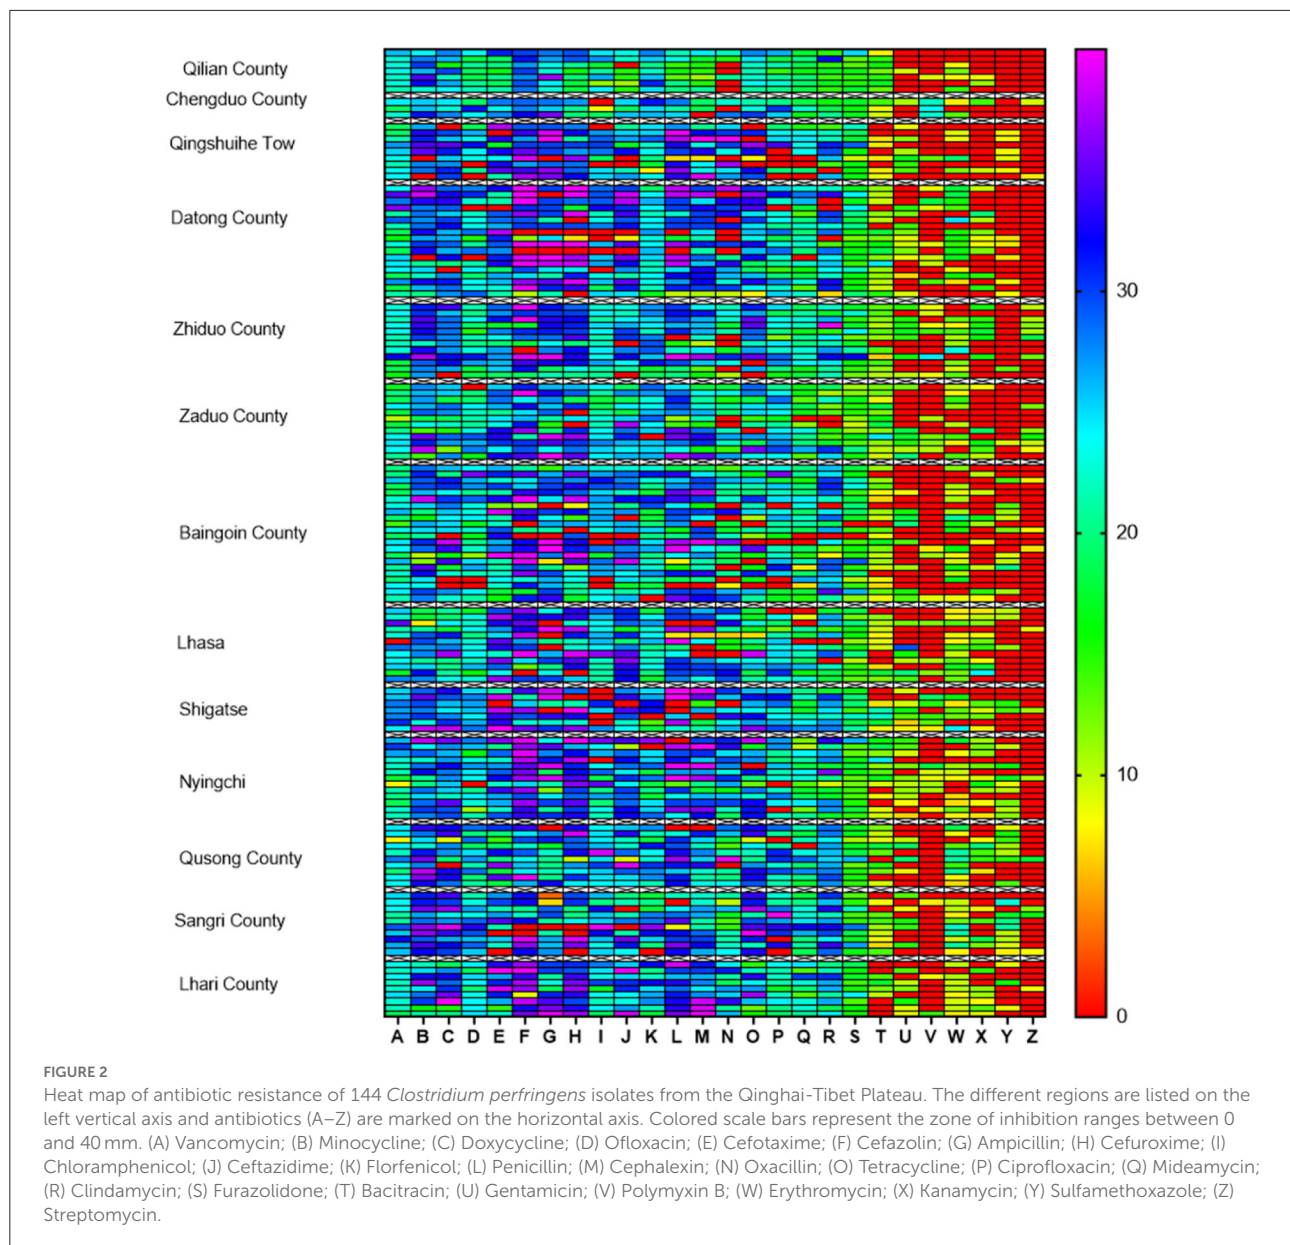 Qilian County
Chengduo County
Qingshuihe Tow
Datong County
Zhiduo County
Zaduo County
Baingoin County
Lhasa
Shigatse
Nyingchi
Qusong County
Sangri County
Lhari County
30
20
10
0
A B C D E F G H I J K L M N O P Q R S T U V W X Y Z
FIGURE 2
Heat map of antibiotic resistance of 144 Clostridium perfringens isolates from the Qinghai-Tibet Plateau. The different regions are listed on the
left vertical axis and antibiotics (A–Z) are marked on the horizontal axis. Colored scale bars represent the zone of inhibition ranges between 0
and 40 mm. (A) Vancomycin; (B) Minocycline; (C) Doxycycline; (D) Ofloxacin; (E) Cefotaxime; (F) Cefazolin; (G) Ampicillin; (H) Cefuroxime; (I)
Chloramphenicol; (J) Ceftazidime; (K) Florfenicol; (L) Penicillin; (M) Cephalexin; (N) Oxacillin; (O) Tetracycline; (P) Ciprofloxacin; (Q) Mideamycin;
(R) Clindamycin; (S) Furazolidone; (T) Bacitracin; (U) Gentamicin; (V) Polymyxin B; (W) Erythromycin; (X) Kanamycin; (Y) Sulfamethoxazole; (Z)
Streptomycin.